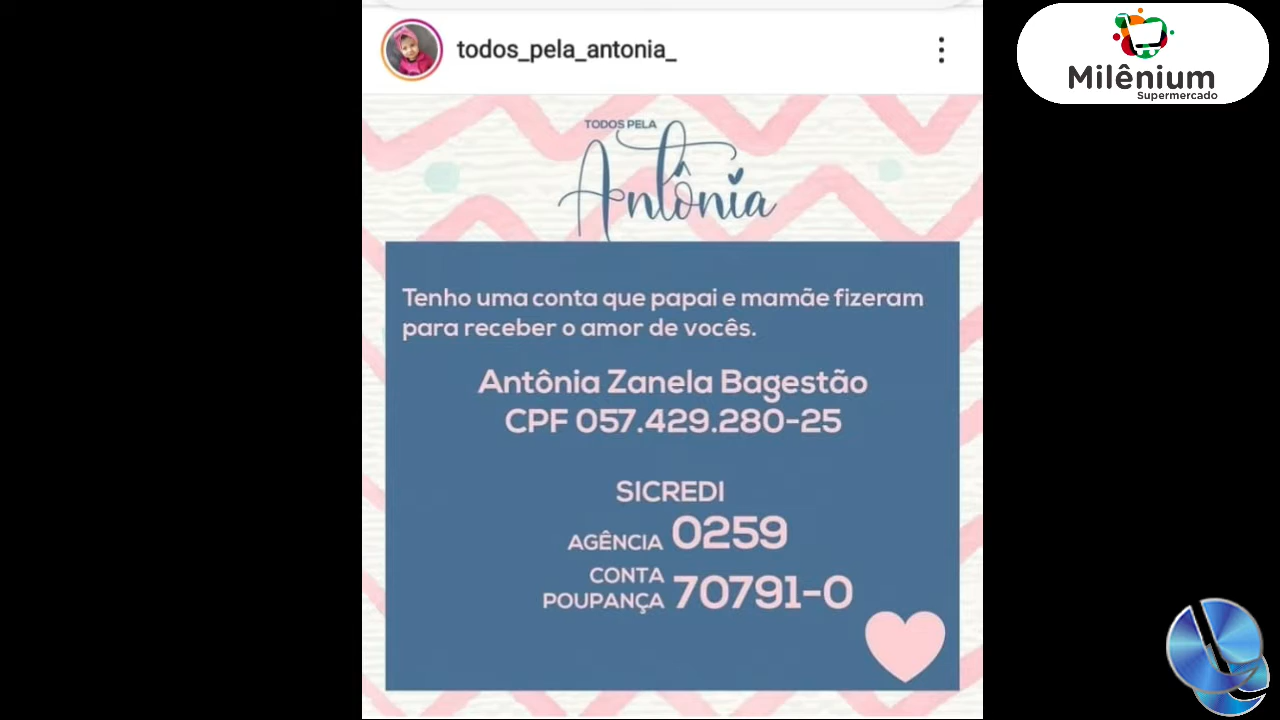 todos_pela_antonia_
Milênium
Supermercado
TODOS PELA
Antônia
Tenho uma conta que papai e mamãe fizeram
para receber o amor de vocês.
Antônia Zanela Bagestão
CPF 057.429.280-25
SICREDI
AGÊNCIA 0259
CONTA
POUPANÇA 70791-0